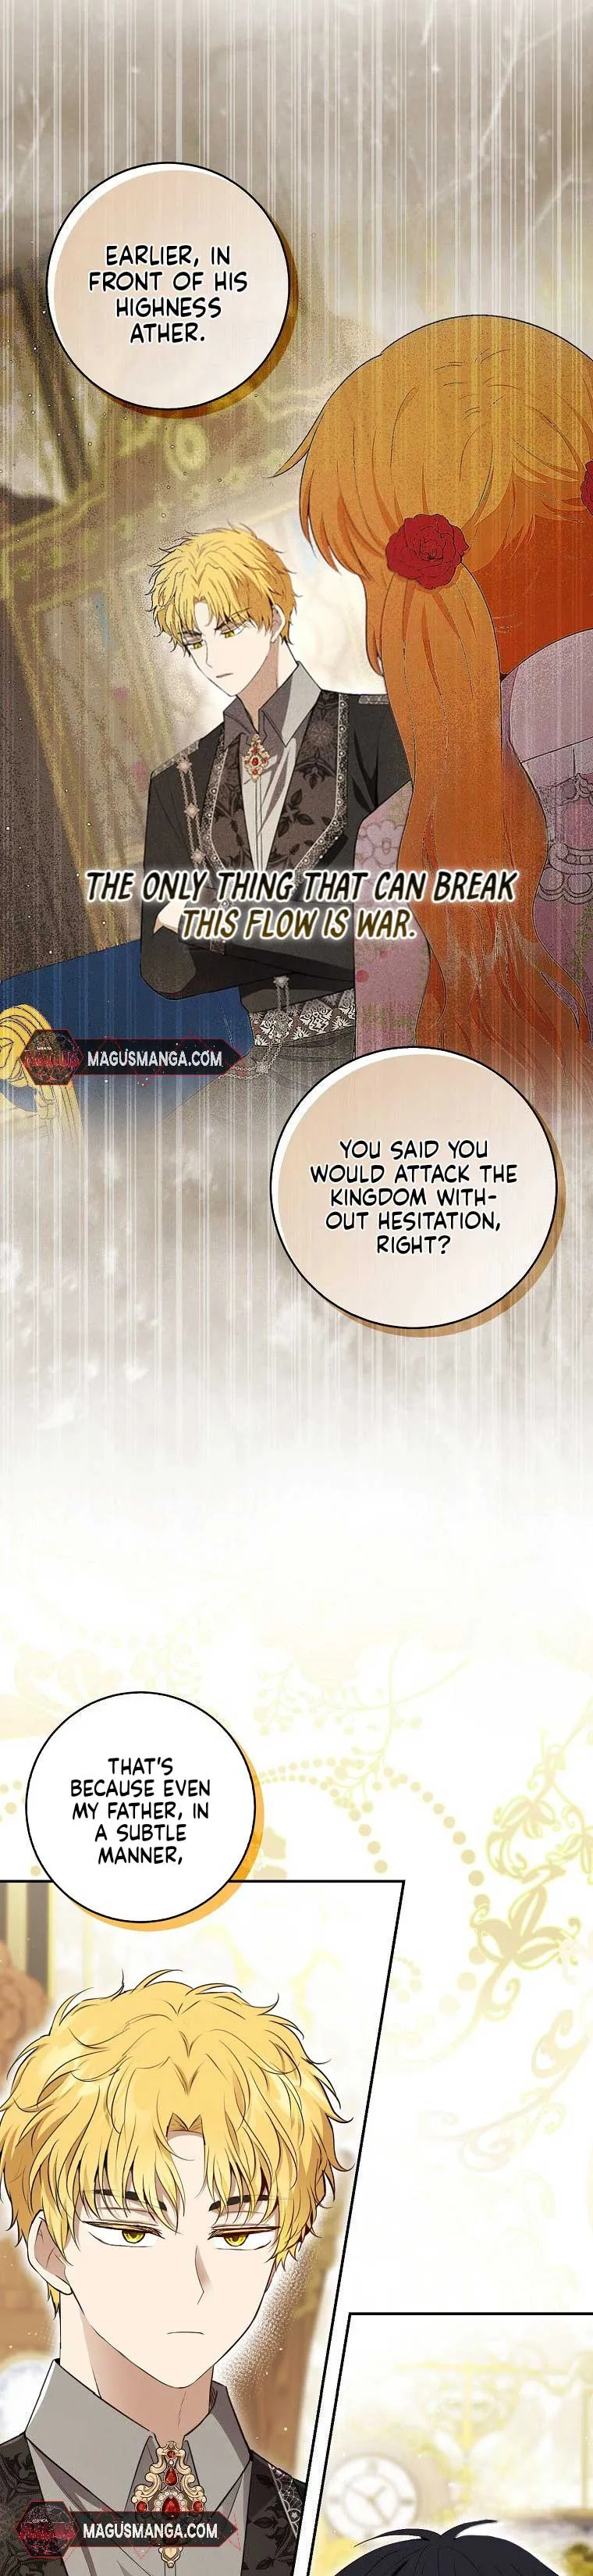 EARLIER, IN
FRONT OF HIS
HIGHNESS
ATHER.
THE ONLY THING THAT CAN BREAK
THIS FLOW IS WAR.
MAGUSMANGA.COM
YOU SAID YOU
WOULD ATTACK THE
KINGDOM WITH-
OUT HESITATION,
RIGHT?
THAT'S
BECAUSE EVEN
MY FATHER, IN
A SUBTLE
MANNER,
MAGUSMANGA.COM